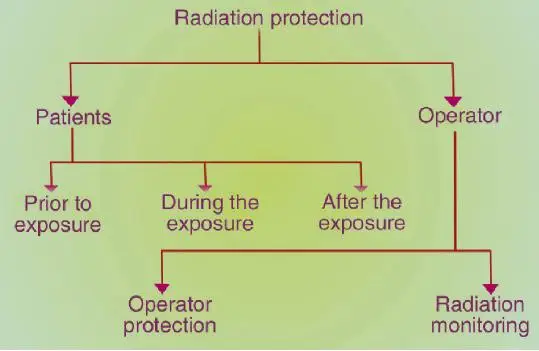 Radiation protection
Patients
Operator
Prior to
exposure
During the
exposure
After the
exposure
Operator
protection
Radiation
monitoring